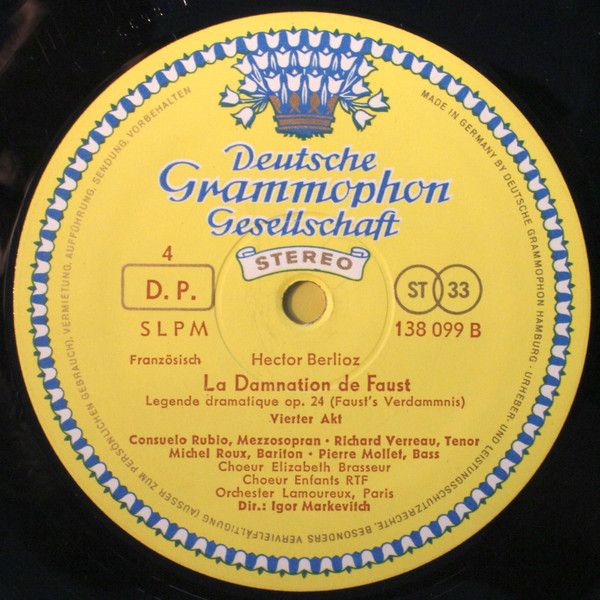 Deutsche
Grammophon
Gesellschaft
STEREO
4
D. P.
SLPM
ST 33
138 099 B
Französisch
Hector Berlioz
La Damnation de Faust
Legende dramatique op. 24 (Faust's Verdammnis)
Vierter Akt
Consuelo Rubio, Mezzosopran · Richard Verreau, Tenor
Michel Roux, Bariton · Pierre Mollet, Bass
Choeur Elizabeth Brasseur
Choeur Enfants RTF
Orchester Lamoureux, Paris
Dir.: Igor Markevitch
MADE IN GERMANY BY DEUTSCHE GRAMMOPHON HAMBURG · URHEBER- UND LEISTUNGSSCHUTZRECHTE, BESONDERS VERVIELFÄLTIGUNG (AUSSER ZUM PERSÖNLICHEN GEBRAUCH), VERMIETUNG, AUFFÜHRUNG, SENDUNG, VORBEHALTEN